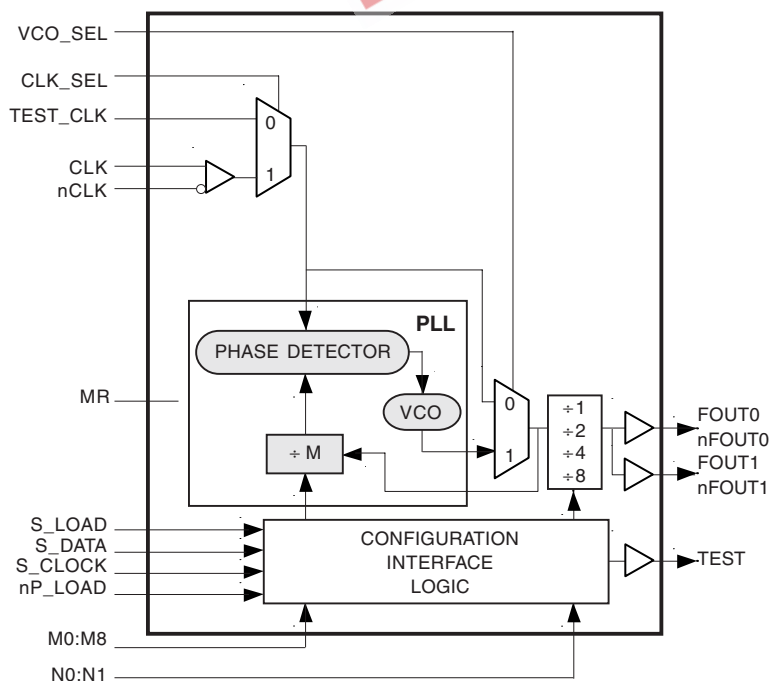 VCO_SEL
CLK_SEL
TEST_CLK
0
CLK
1
nCLK
PLL
PHASE DETECTOR
MR
VCO
0
1
÷ M
÷1
÷2
÷4
÷8
FOUT0
nFOUT0
FOUT1
nFOUT1
S_LOAD
S_DATA
S_CLOCK
nP_LOAD
CONFIGURATION
INTERFACE
LOGIC
TEST
M0:M8
N0:N1